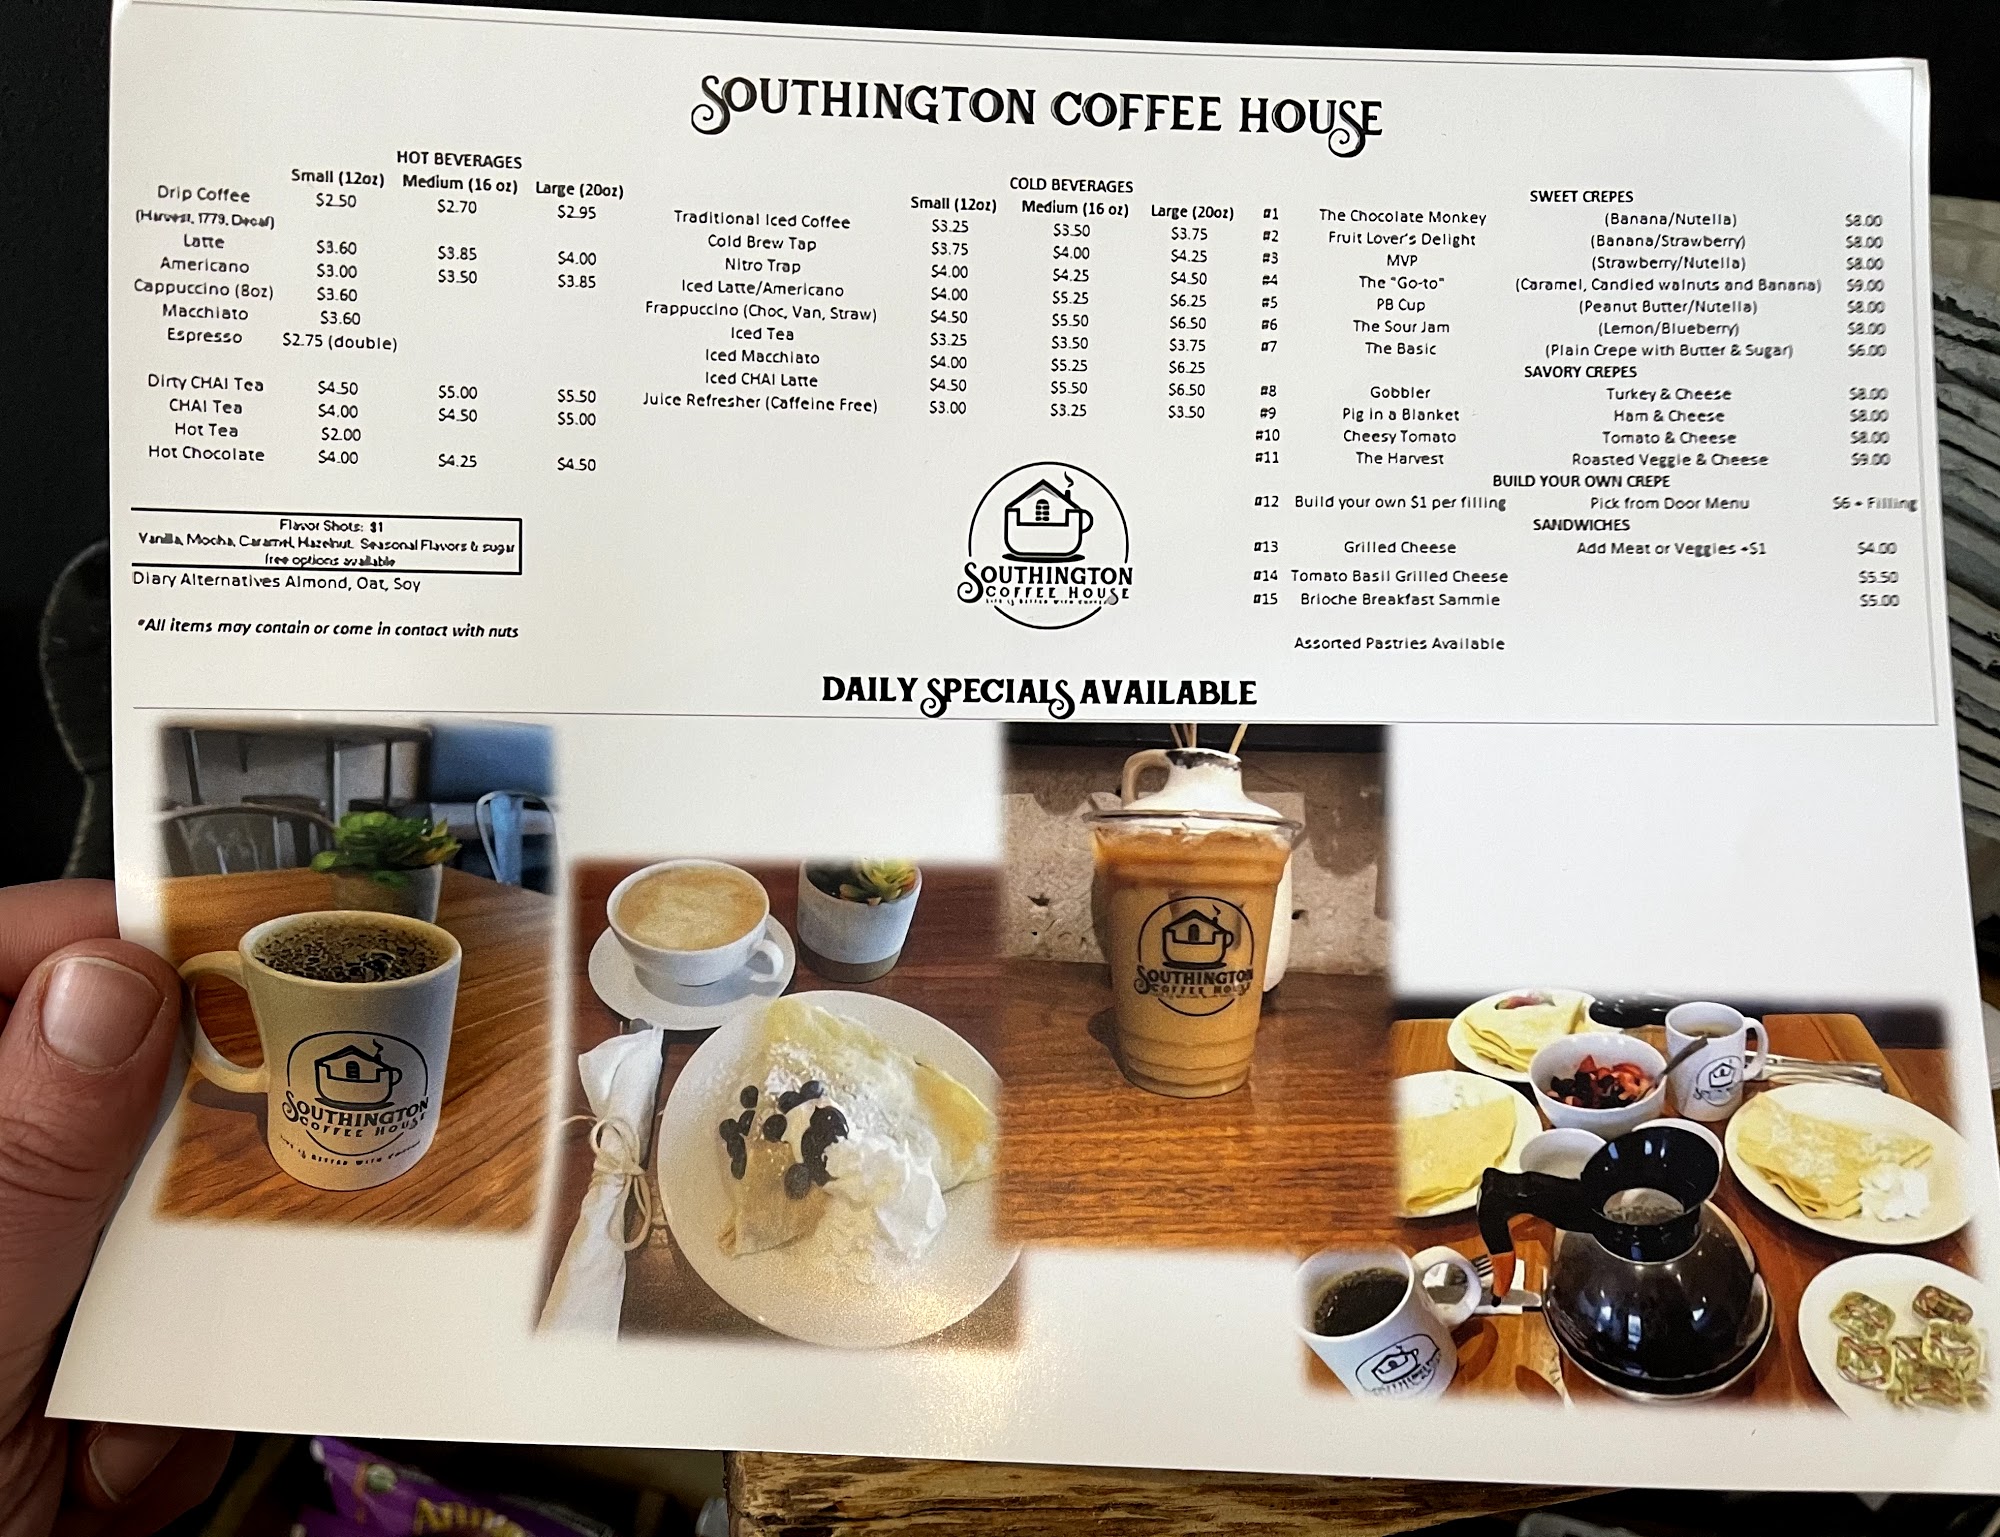 SOUTHINGTON COFFEE HOUSE
HOT BEVERAGES
Small (12oz) Medium (16 oz) Large (20oz)
Drip Coffee $2.50 $2.70 $2.95
(Harvest, 1779, Decaf)
Latte $3.60 $3.85 $4.00
Americano $3.00 $3.50 $3.85
Cappuccino (8oz) $3.60
Macchiato $3.60
Espresso $2.75 (double)
Dirty CHAI Tea $4.50 $5.00 $5.50
CHAI Tea $4.00 $4.50 $5.00
Hot Tea $2.00
Hot Chocolate $4.00 $4.25 $4.50
Flavor Shots: $1
Vanilla, Mocha, Caramel, Hazelnut, Seasonal Flavors & sugar
free options available
Diary Alternatives Almond, Oat, Soy
*All items may contain or come in contact with nuts
COLD BEVERAGES
Small (12oz) Medium (16 oz) Large (20oz)
Traditional Iced Coffee $3.25 $3.50 $3.75
Cold Brew Tap $3.75 $4.00 $4.25
Nitro Trap $4.00 $4.25 $4.50
Iced Latte/Americano $4.00 $5.25 $6.25
Frappuccino (Choc, Van, Straw) $4.50 $5.50 $6.50
Iced Tea $3.25 $3.50 $3.75
Iced Macchiato $4.00 $5.25 $6.25
Iced CHAI Latte $4.50 $5.50 $6.50
Juice Refresher (Caffeine Free) $3.00 $3.25 $3.50
SOUTHINGTON
COFFEE HOUSE
LIFE IS BETTER WITH COFFEE
SWEET CREPES
#1 The Chocolate Monkey (Banana/Nutella) $8.00
#2 Fruit Lover's Delight (Banana/Strawberry) $8.00
#3 MVP (Strawberry/Nutella) $8.00
#4 The "Go-to" (Caramel, Candied walnuts and Banana) $9.00
#5 PB Cup (Peanut Butter/Nutella) $8.00
#6 The Sour Jam (Lemon/Blueberry) $8.00
#7 The Basic (Plain Crepe with Butter & Sugar) $6.00
SAVORY CREPES
#8 Gobbler Turkey & Cheese $8.00
#9 Pig in a Blanket Ham & Cheese $8.00
#10 Cheesy Tomato Tomato & Cheese $8.00
#11 The Harvest Roasted Veggie & Cheese $9.00
BUILD YOUR OWN CREPE
#12 Build your own $1 per filling Pick from Door Menu $6 + Filling
SANDWICHES
#13 Grilled Cheese Add Meat or Veggies +$1 $4.00
#14 Tomato Basil Grilled Cheese $5.50
#15 Brioche Breakfast Sammie $5.00
Assorted Pastries Available
DAILY SPECIALS AVAILABLE
SOUTHINGTON
COFFEE HOUSE
LIFE IS BETTER WITH COFFEE
SOUTHINGTON
COFFEE HOUSE